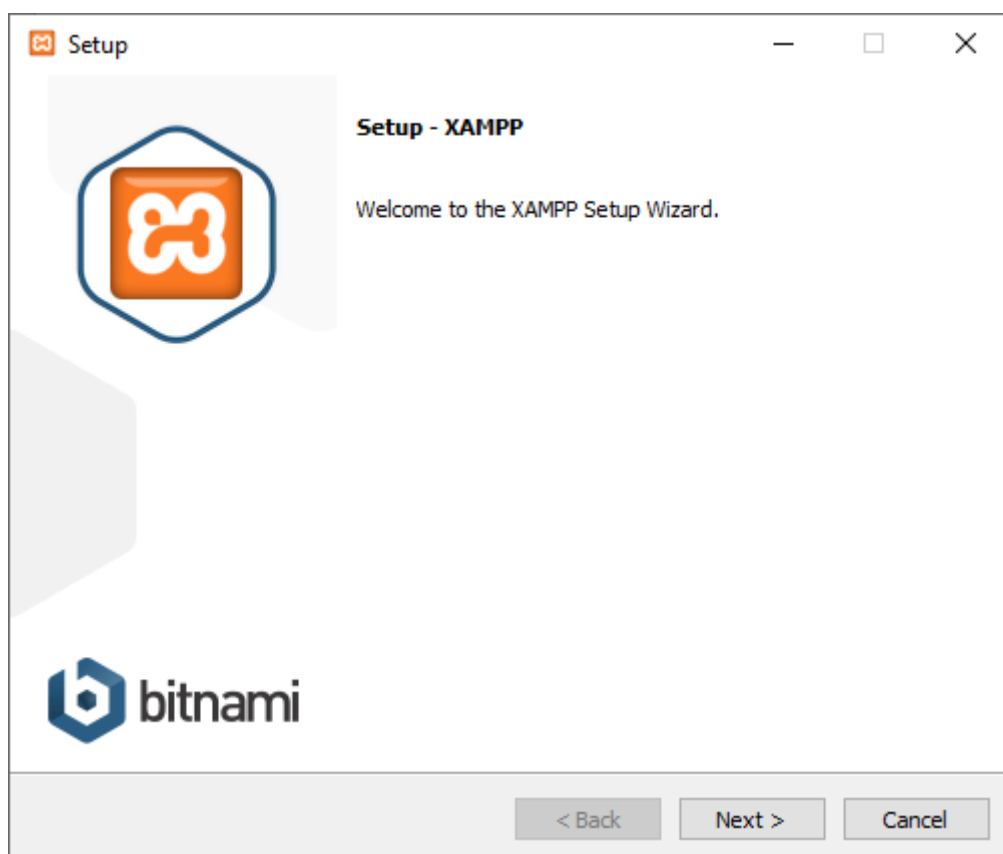 Setup
Setup - XAMPP
Welcome to the XAMPP Setup Wizard.
bitnami
< Back
Next >
Cancel